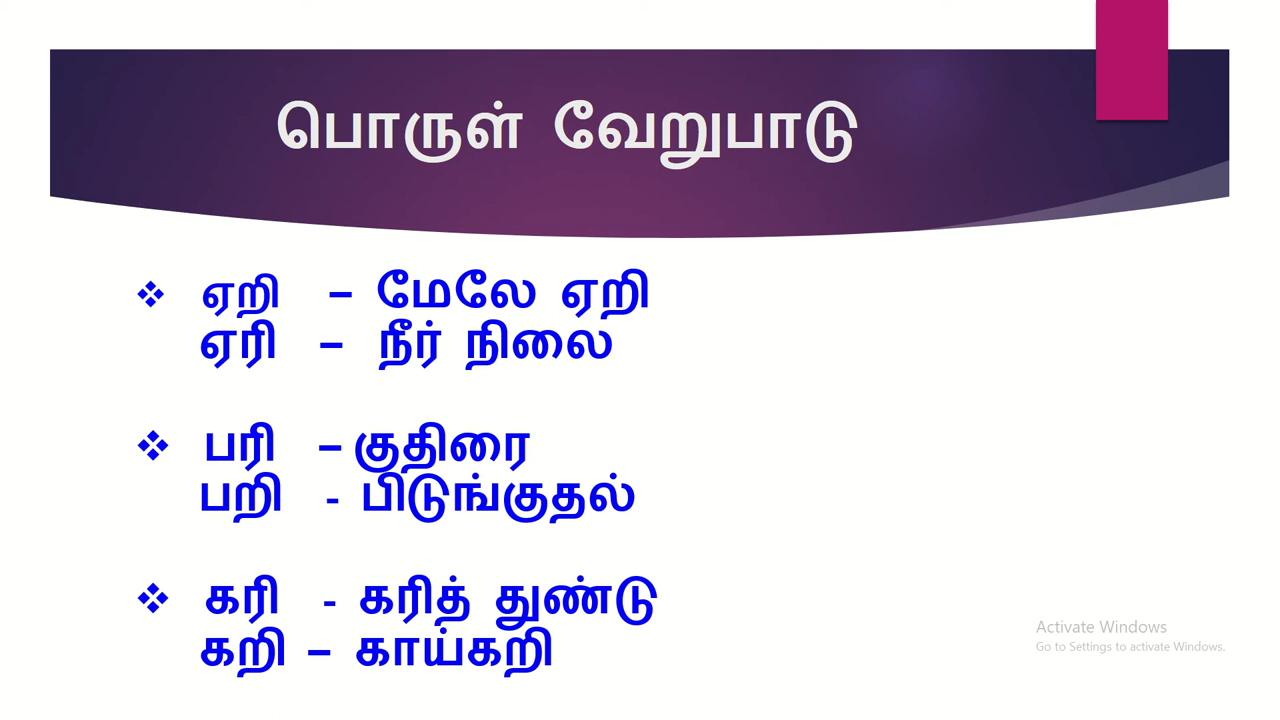 பொருள் வேறுபாடு
❖ ஏறி – மேலே ஏறி
ஏரி – நீர் நிலை
❖ பரி – குதிரை
பறி - பிடுங்குதல்
❖ கரி - கரித் துண்டு
கறி – காய்கறி
Activate Windows
Go to Settings to activate Windows.